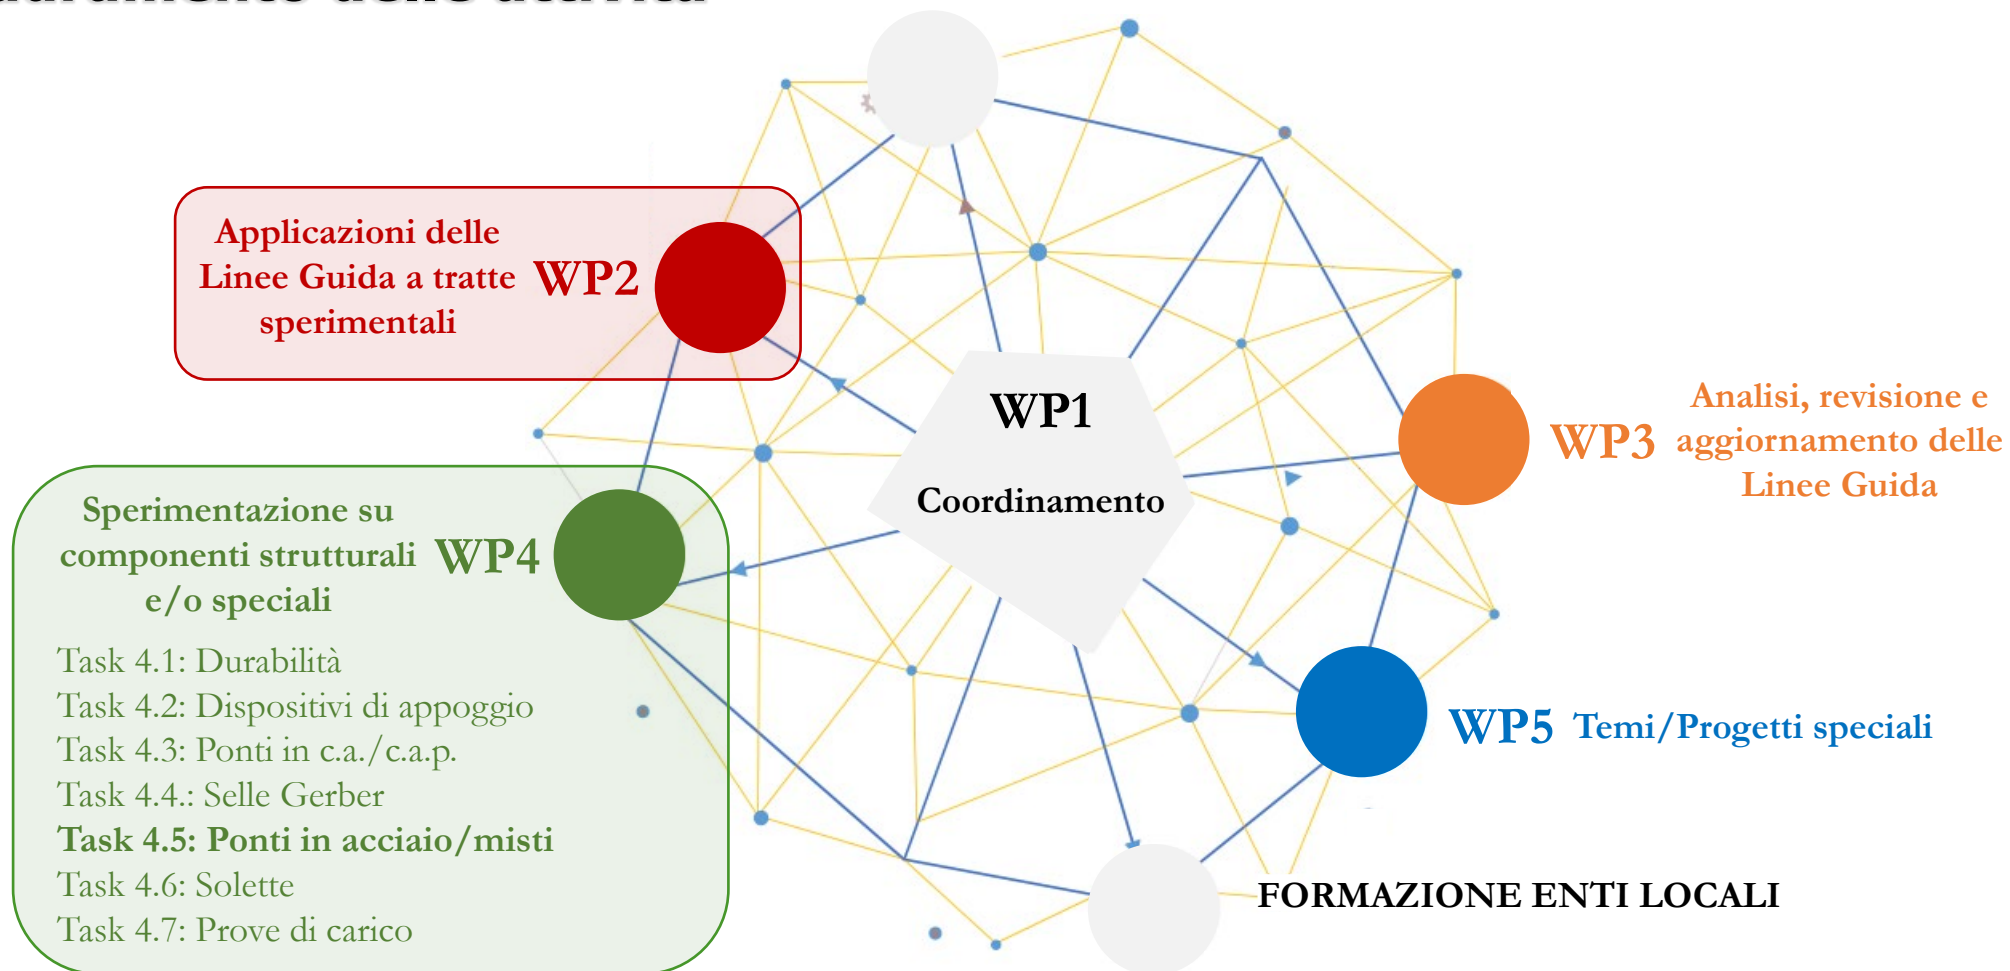 delle attività
Applicazioni delle
Linee Guida a tratte
sperimentali
WP2
WP1
Coordinamento
WP3
Analisi, revisione e
aggiornamento delle
Linee Guida
Sperimentazione su
componenti strutturali
e/o speciali
WP4
Task 4.1: Durabilità
Task 4.2: Dispositivi di appoggio
Task 4.3: Ponti in c.a./c.a.p.
Task 4.4.: Selle Gerber
Task 4.5: Ponti in acciaio/misti
Task 4.6: Solette
Task 4.7: Prove di carico
WP5 Temi/Progetti speciali
FORMAZIONE ENTI LOCALI